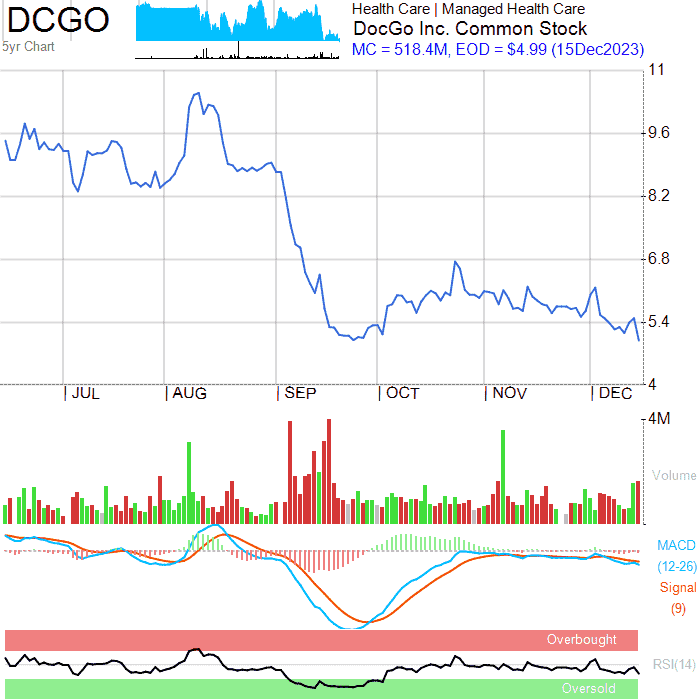 DCGO
5yr Chart
Health Care | Managed Health Care
DocGo Inc. Common Stock
MC = 518.4M, EOD = $4.99 (15Dec2023)
11
9.6
8.2
6.8
5.4
4
JUL AUG SEP OCT NOV DEC
4M
Volume
MACD
(12-26)
Signal
(9)
Overbought
RSI(14)
Oversold